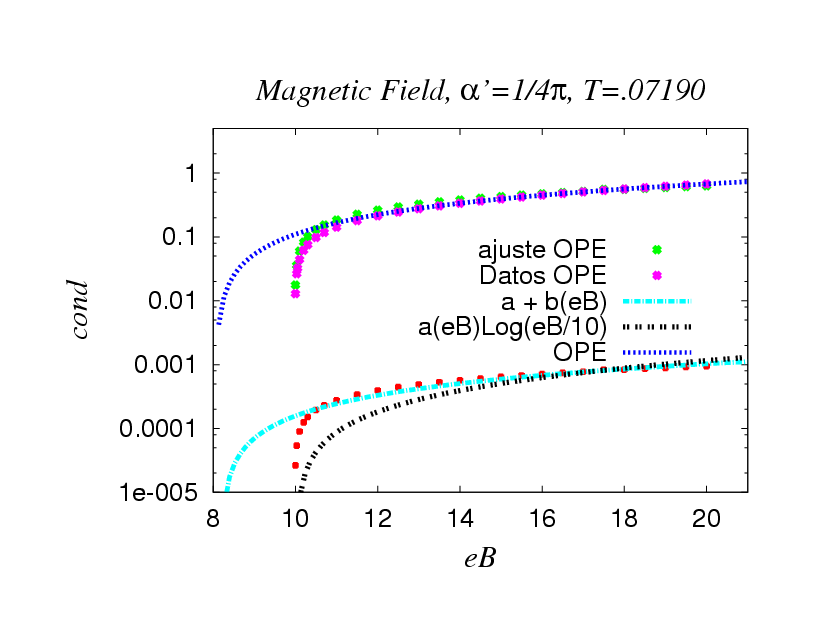 Magnetic Field, α'=1/4π, T=.07190
1
0.1
0.01
0.001
0.0001
1e-005
cond
ajuste OPE
Datos OPE
a + b(eB)
a(eB)Log(eB/10)
OPE
8 10 12 14 16 18 20
eB